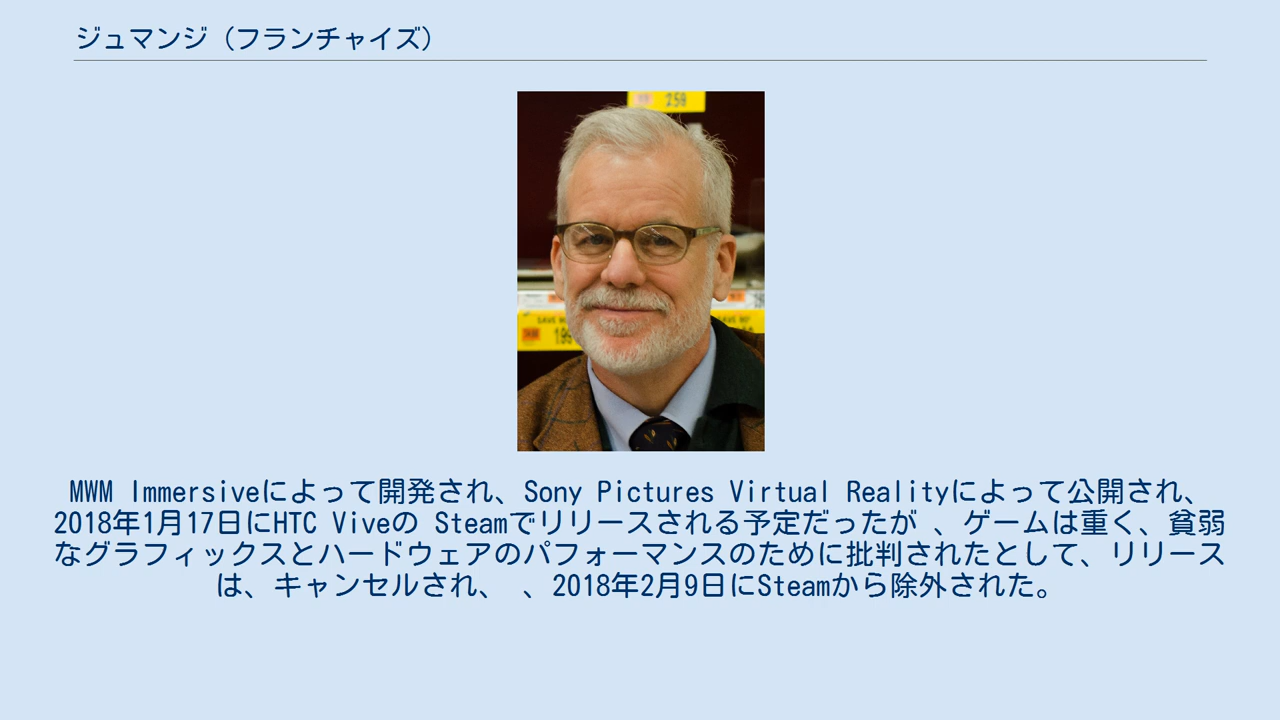 ジュマンジ（フランチャイズ）
259
SAVE 80
SAVE 80
199
MWM Immersiveによって開発され、Sony Pictures Virtual Realityによって公開され、
2018年1月17日にHTC Viveの Steamでリリースされる予定だったが 、ゲームは重く、貧弱
なグラフィックスとハードウェアのパフォーマンスのために批判されたとして、リリース
は、キャンセルされ、 、2018年2月9日にSteamから除外された。